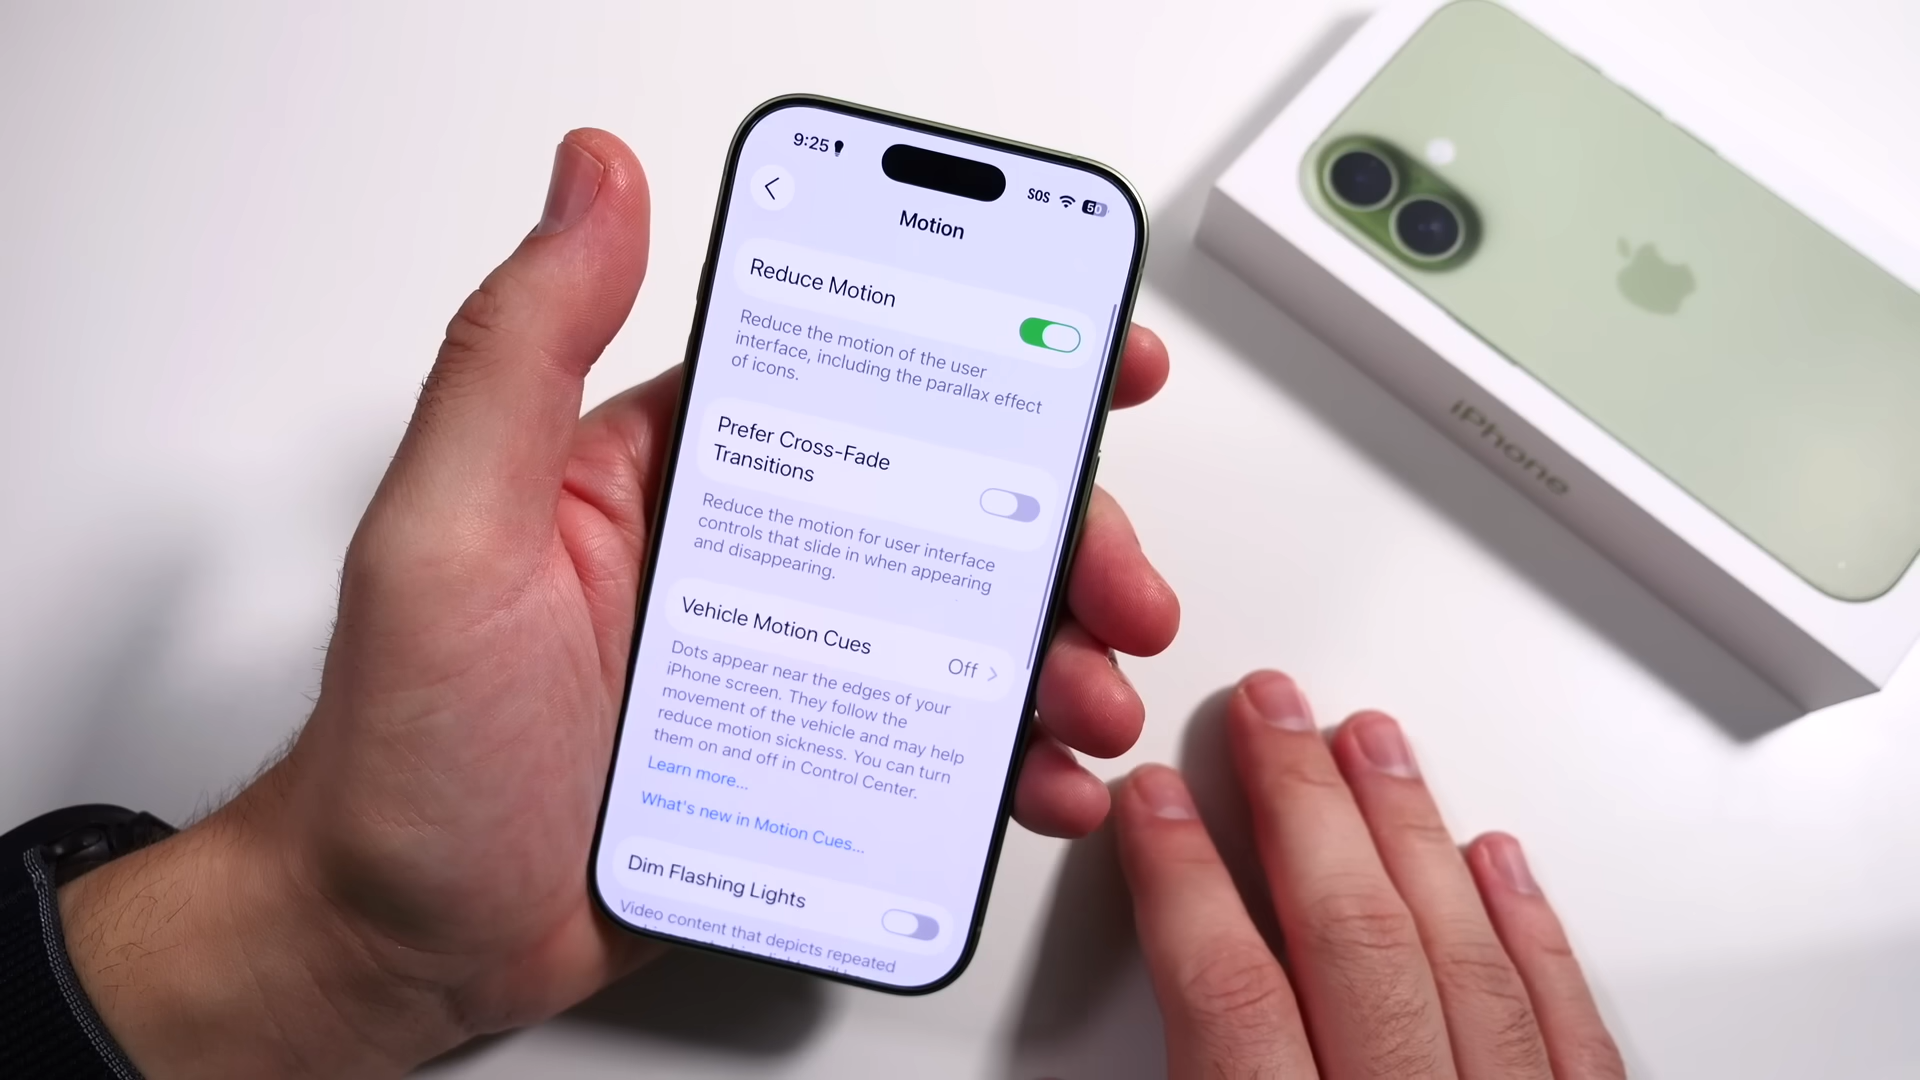 9:25
SOS
50
Motion
Reduce Motion
Reduce the motion of the user
interface, including the parallax effect
of icons.
Prefer Cross-Fade
Transitions
Reduce the motion for user interface
controls that slide in when appearing
and disappearing.
Vehicle Motion Cues
Off
Dots appear near the edges of your
iPhone screen. They follow the
movement of the vehicle and may help
reduce motion sickness. You can turn
them on and off in Control Center.
Learn more...
What's new in Motion Cues...
Dim Flashing Lights
Video content that depicts repeated
iPhone